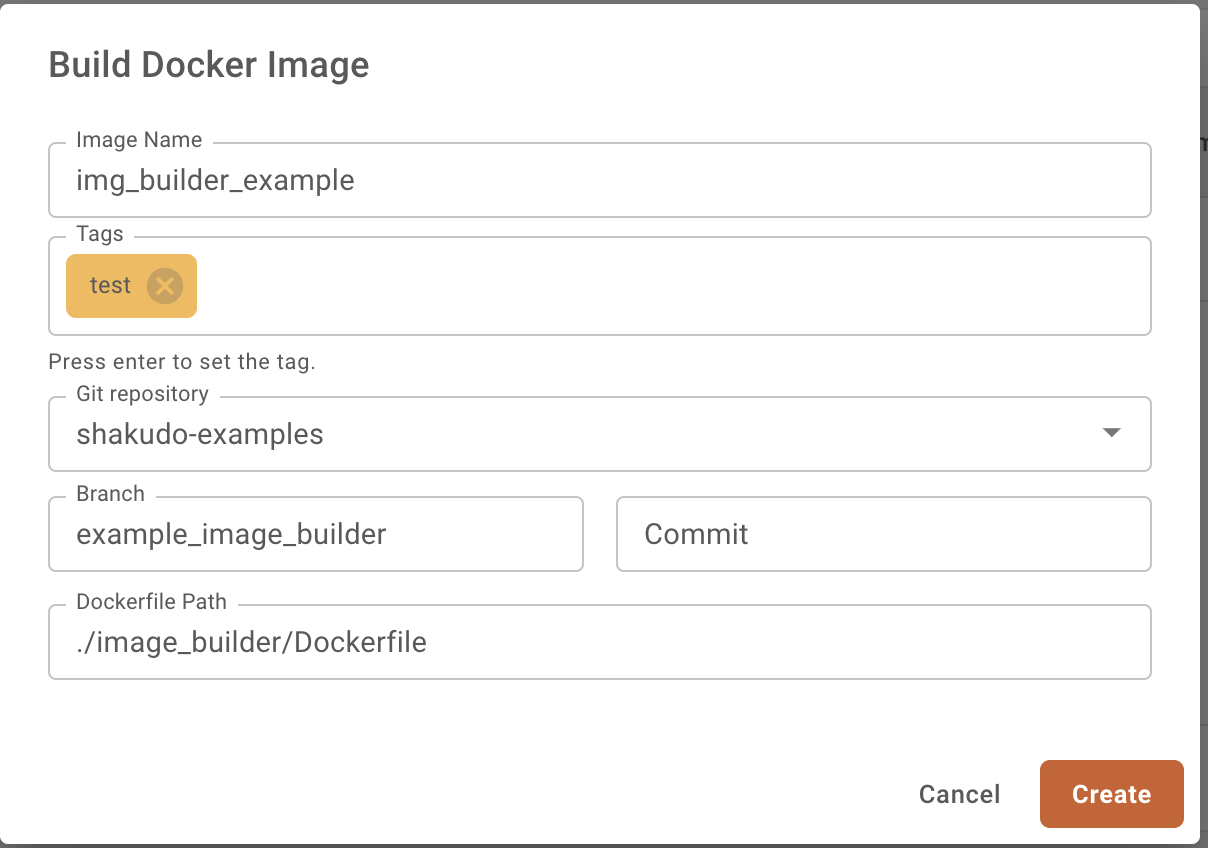 Build Docker Image
Image Name
img_builder_example
Tags
test
Press enter to set the tag.
Git repository
shakudo-examples
Branch
example_image_builder
Commit
Dockerfile Path
./image_builder/Dockerfile
Cancel
Create